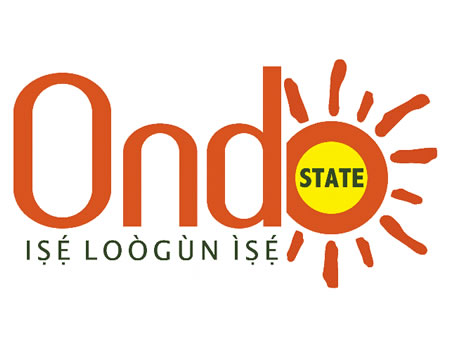 Ondo
STATE
IṢẸ́ LOÒGÙN ÌṢẸ́